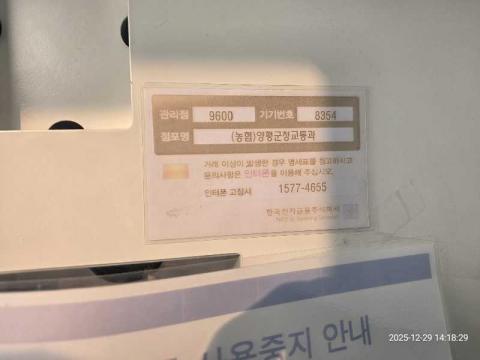 관리점 9600 기기번호 8354
점포명 (농협)양평군청교통과
거래 이상이 발생한 경우 명세표를 참고하시고
문의사항은 인터폰을 이용해 주십시오.
인터폰 고장시 1577-4655
한국전자금융주식회사
사용중지 안내
2025-12-29 14:18:29